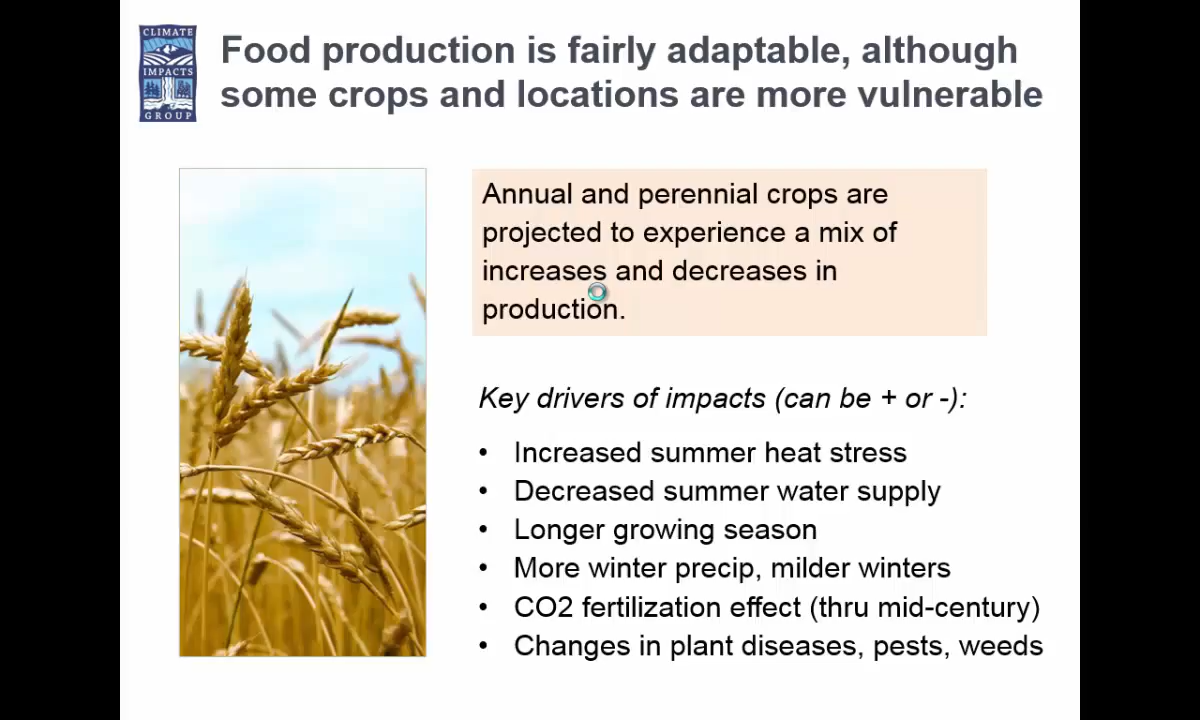 CLIMATE
IMPACTS
GROUP
Food production is fairly adaptable, although
some crops and locations are more vulnerable
Annual and perennial crops are
projected to experience a mix of
increases and decreases in
production.
Key drivers of impacts (can be + or -):
• Increased summer heat stress
• Decreased summer water supply
• Longer growing season
• More winter precip, milder winters
• CO2 fertilization effect (thru mid-century)
• Changes in plant diseases, pests, weeds